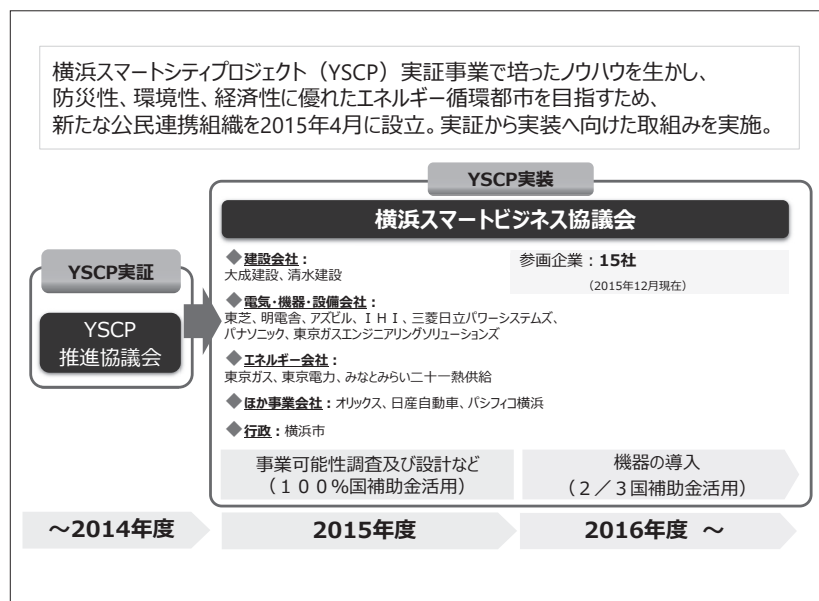 横浜スマートシティプロジェクト（YSCP）実証事業で培ったノウハウを生かし、
防災性、環境性、経済性に優れたエネルギー循環都市を目指すため、
新たな公民連携組織を2015年4月に設立。実証から実装へ向けた取組みを実施。
YSCP実装
横浜スマートビジネス協議会
YSCP実証
YSCP
推進協議会
◆建設会社：
大成建設、清水建設
参画企業：15社
（2015年12月現在）
◆電気・機器・設備会社：
東芝、明電舎、アズビル、ＩＨＩ、三菱日立パワーシステムズ、
パナソニック、東京ガスエンジニアリングソリューションズ
◆エネルギー会社：
東京ガス、東京電力、みなとみらい二十一熱供給
◆ほか事業会社：オリックス、日産自動車、パシフィコ横浜
◆行政：横浜市
事業可能性調査及び設計など
（１００％国補助金活用）
機器の導入
（２／３国補助金活用）
～2014年度
2015年度
2016年度 ～